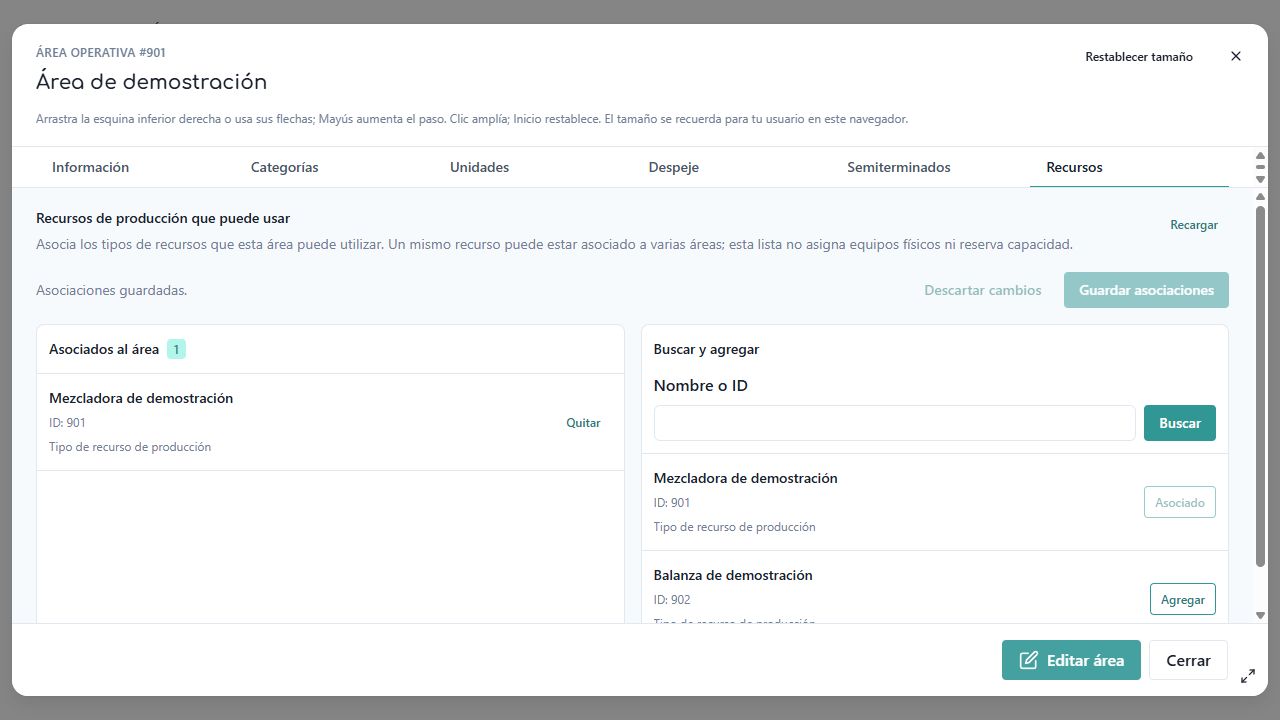 ÁREA OPERATIVA #901
Restablecer tamaño
Área de demostración
Arrastra la esquina inferior derecha o usa sus flechas; Mayús aumenta el paso. Clic amplía; Inicio restablece. El tamaño se recuerda para tu usuario en este navegador.
Información
Categorías
Unidades
Despeje
Semiterminados
Recursos
Recursos de producción que puede usar
Recargar
Asocia los tipos de recursos que esta área puede utilizar. Un mismo recurso puede estar asociado a varias áreas; esta lista no asigna equipos físicos ni reserva capacidad.
Asociaciones guardadas.
Descartar cambios
Guardar asociaciones
Asociados al área 1
Mezcladora de demostración
ID: 901
Quitar
Tipo de recurso de producción
Buscar y agregar
Nombre o ID
Buscar
Mezcladora de demostración
ID: 901
Asociado
Tipo de recurso de producción
Balanza de demostración
ID: 902
Agregar
Tipo de recurso de producción
Editar área
Cerrar